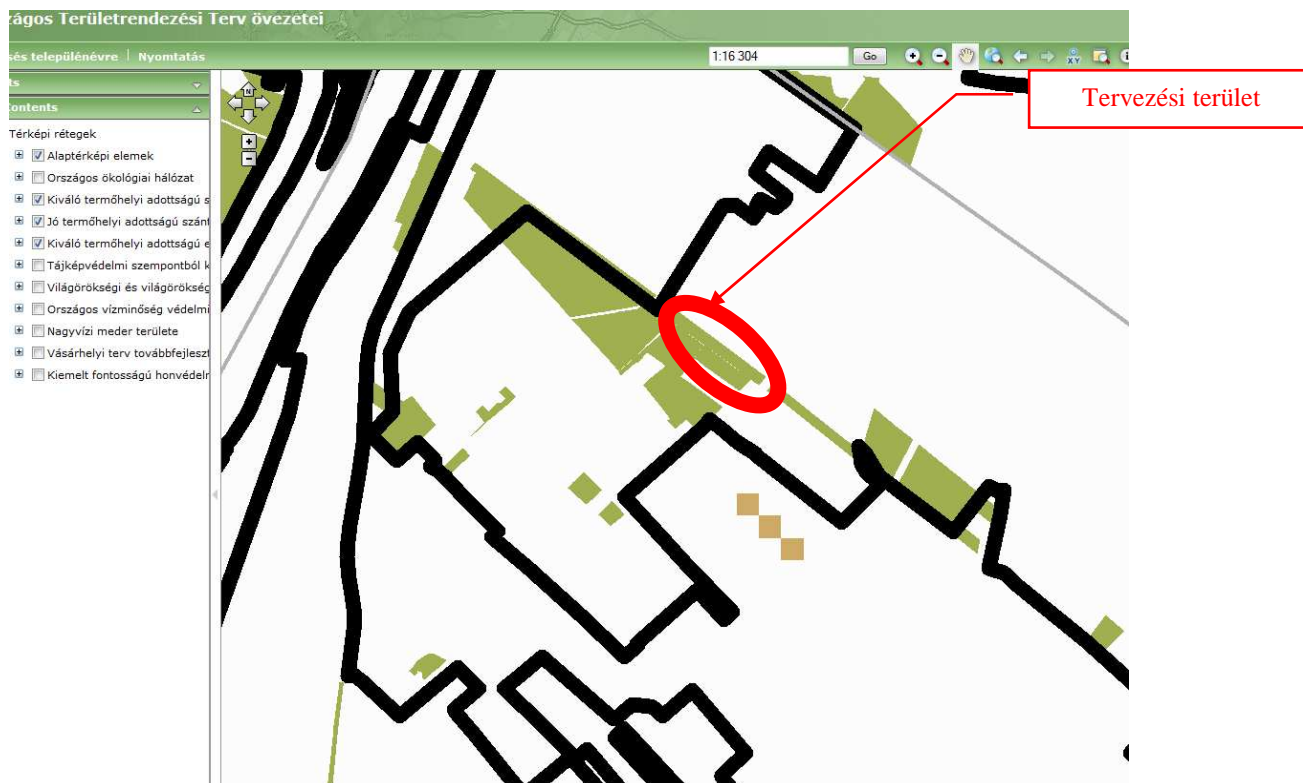 zágos Területrendezési Terv övezetei
sés településnévre | Nyomtatás
1:16 304
Go
XY
ts
Contents
N
Térképi rétegek
Alaptérképi elemek
Országos ökológiai hálózat
Kiváló termőhelyi adottságú s
Jó termőhelyi adottságú szánt
Kiváló termőhelyi adottságú e
Tájképvédelmi szempontból k
Világörökségi és világörökség
Országos vízminőség védelmi
Nagyvízi meder területe
Vásárhelyi terv továbbfejleszt
Kiemelt fontosságú honvédelm
Tervezési terület